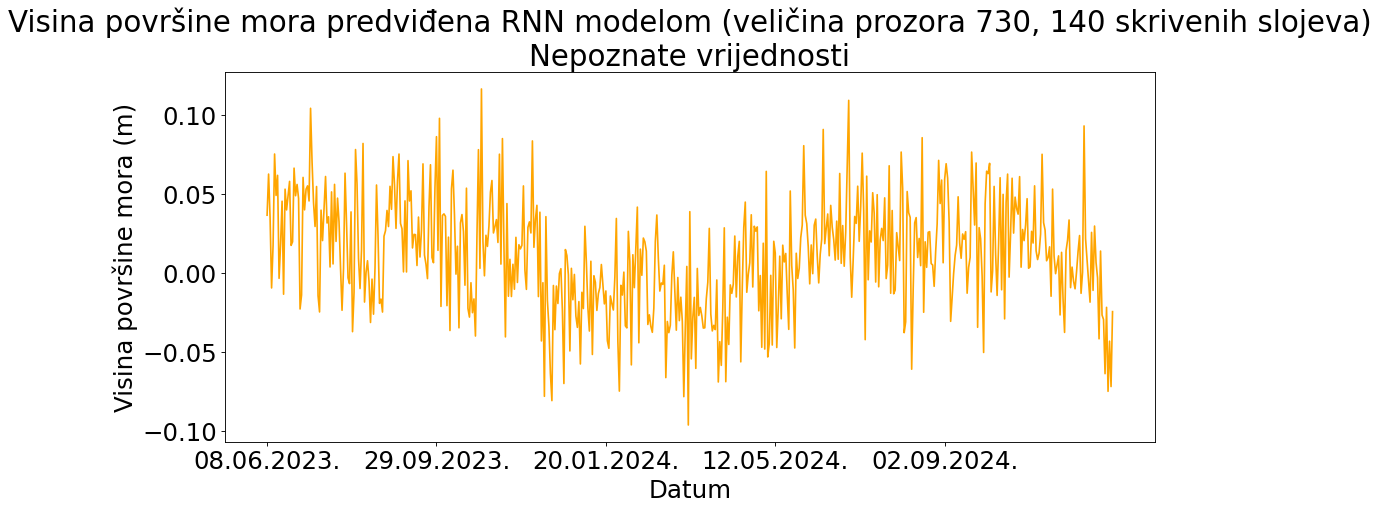 Visina površine mora predviđena RNN modelom (veličina prozora 730, 140 skrivenih slojeva)
Nepoznate vrijednosti
Visina površine mora (m)
0.10
0.05
0.00
−0.05
−0.10
08.06.2023. 29.09.2023. 20.01.2024. 12.05.2024. 02.09.2024.
Datum